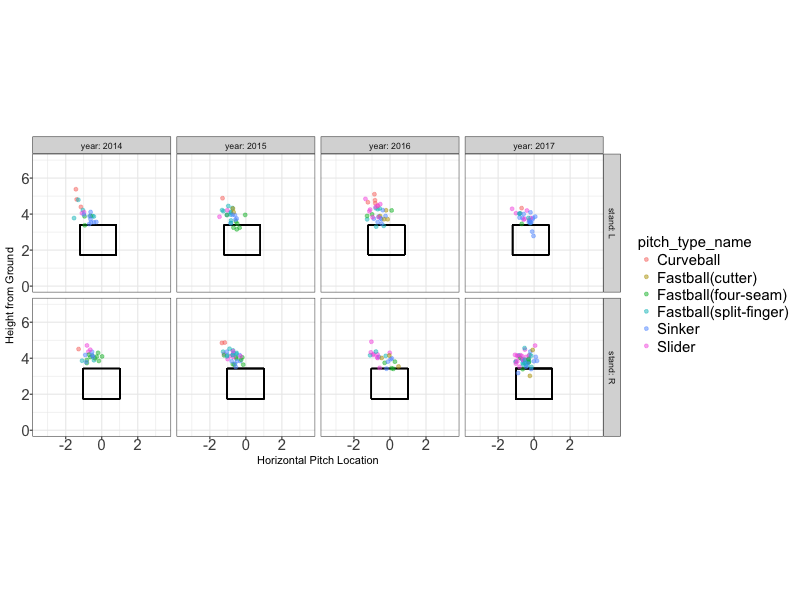 year: 2014 year: 2015 year: 2016 year: 2017
6
4
2
0
stand: L
6
4
2
0
stand: R
-2 0 2 -2 0 2 -2 0 2 -2 0 2
Horizontal Pitch Location
Height from Ground
pitch_type_name
Curveball
Fastball(cutter)
Fastball(four-seam)
Fastball(split-finger)
Sinker
Slider